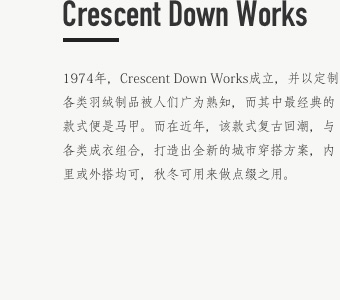 Crescent Down Works
1974年，Crescent Down Works成立，并以定制
各类羽绒制品被人们广为熟知，而其中最经典的
款式便是马甲。而在近年，该款式复古回潮，与
各类成衣组合，打造出全新的城市穿搭方案，内
里或外搭均可，秋冬可用来做点缀之用。